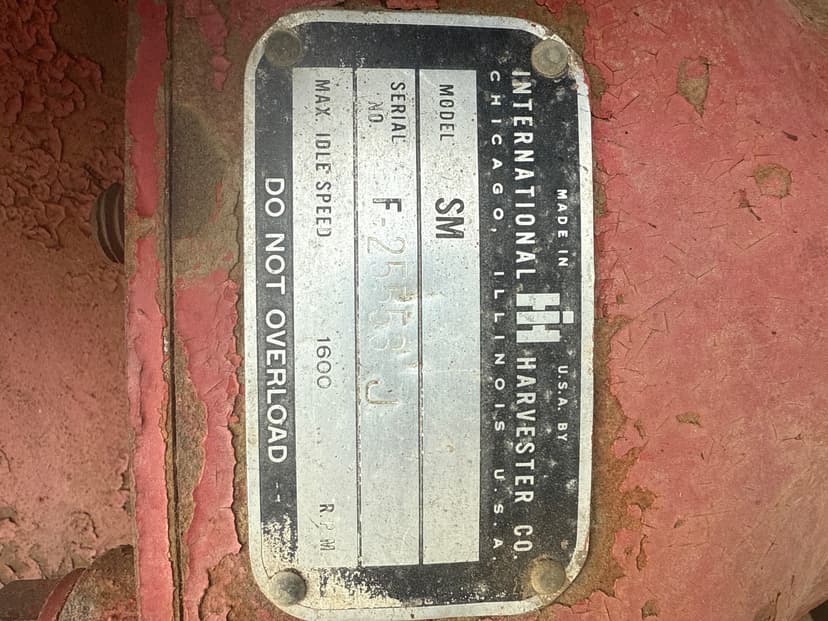 MADE IN U.S.A. BY
INTERNATIONAL IH HARVESTER CO.
CHICAGO, ILLINOIS U.S.A.
MODEL SM
SERIAL
NO. J
MAX. IDLE SPEED 1600 R.P.M
DO NOT OVERLOAD